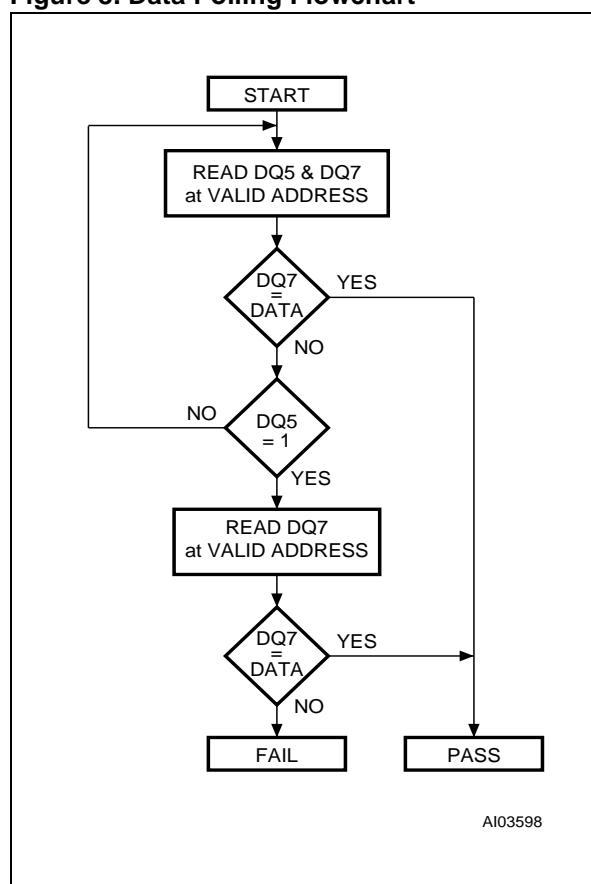 Figure Data Polling Flowchart
START
READ DQ5 & DQ7
at VALID ADDRESS
DQ7
=
DATA
YES
NO
NO
DQ5
= 1
YES
READ DQ7
at VALID ADDRESS
DQ7
=
DATA
YES
NO
FAIL
PASS
AI03598